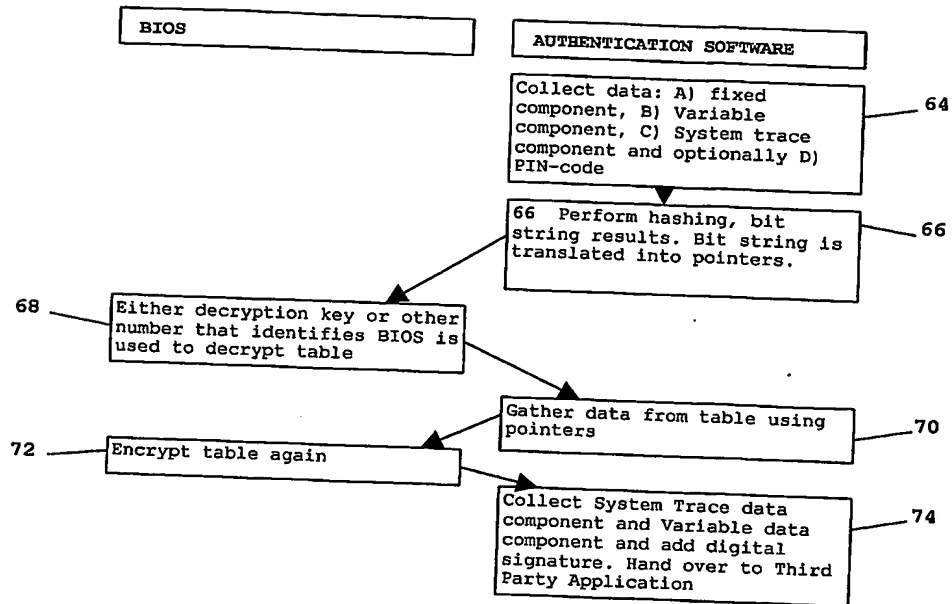 BIOS
AUTHENTICATION SOFTWARE
Collect data: A) fixed
component, B) Variable
component, C) System trace
component and optionally D)
PIN-code
64
66 Perform hashing, bit
string results. Bit string is
translated into pointers.
66
68
Either decryption key or other
number that identifies BIOS is
used to decrypt table
Gather data from table using
pointers
70
72
Encrypt table again
Collect System Trace data
component and Variable data
component and add digital
signature. Hand over to Third
Party Application
74